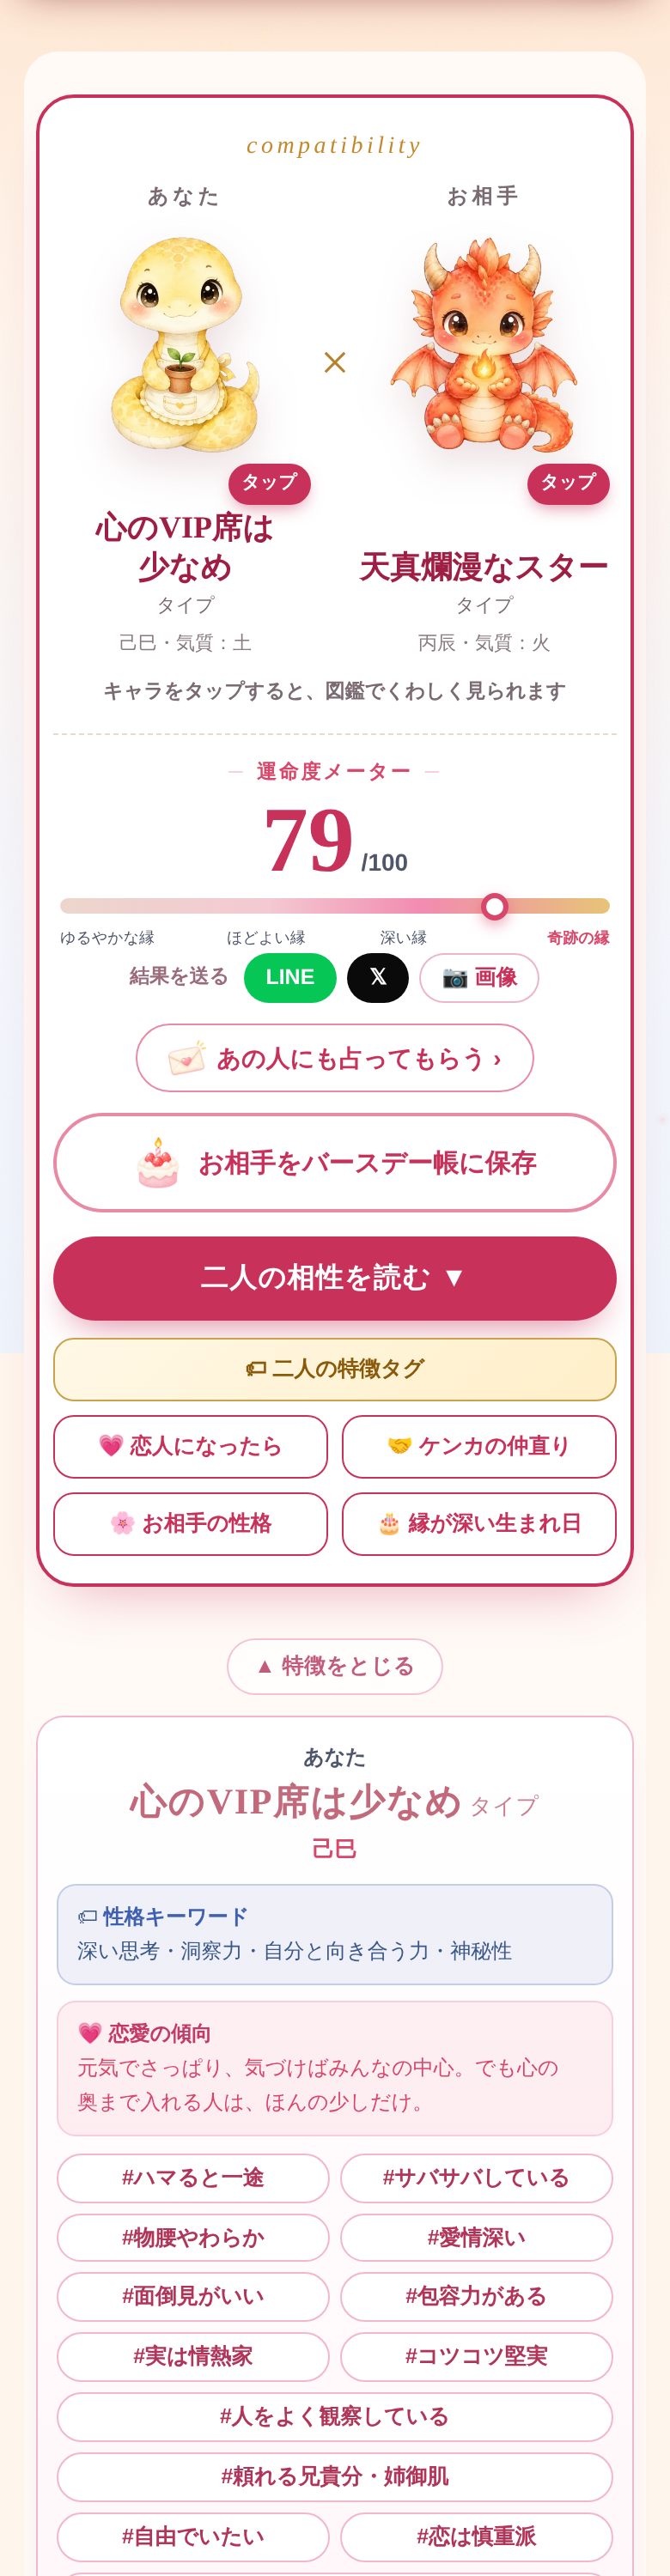 compatibility
あなた
お相手
×
タップ
タップ
心のVIP席は
少なめ
天真爛漫なスター
タイプ
タイプ
己巳・気質：土
丙辰・気質：火
キャラをタップすると、図鑑でくわしく見られます
― 運命度メーター ―
79 /100
ゆるやかな縁 ほどよい縁 深い縁 奇跡の縁
結果を送る LINE 𝕏 📷 画像
あの人にも占ってもらう ›
お相手をバースデー帳に保存
二人の相性を読む ▼
🏷 二人の特徴タグ
💗 恋人になったら
🤝 ケンカの仲直り
🌸 お相手の性格
🎂 縁が深い生まれ日
▲ 特徴をとじる
あなた
心のVIP席は少なめ タイプ
己巳
🏷 性格キーワード
深い思考・洞察力・自分と向き合う力・神秘性
💗 恋愛の傾向
元気でさっぱり、気づけばみんなの中心。でも心の
奥まで入れる人は、ほんの少しだけ。
#ハマると一途
#サバサバしている
#物腰やわらか
#愛情深い
#面倒見がいい
#包容力がある
#実は情熱家
#コツコツ堅実
#人をよく観察している
#頼れる兄貴分・姉御肌
#自由でいたい
#恋は慎重派